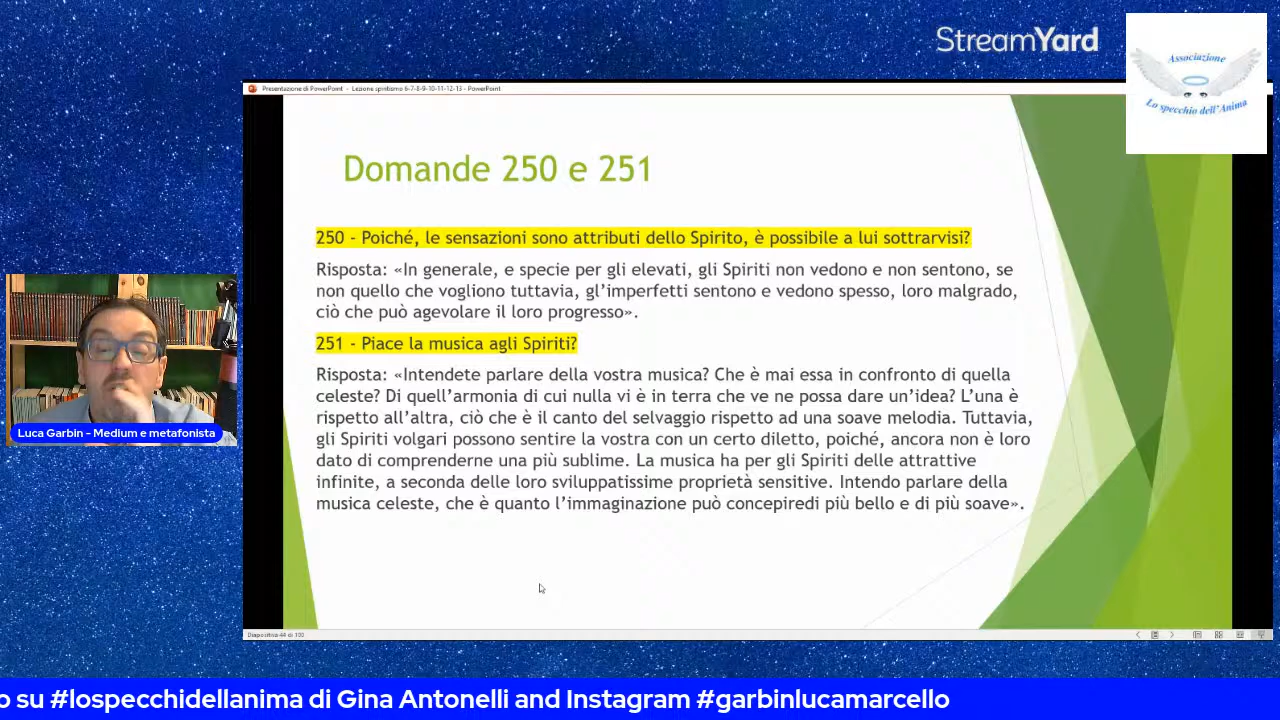 StreamYard
Associazione
Lo specchio dell'Anima
Presentazione di PowerPoint - Lezione spiritismo 6-7-8-9-10-11-12-13 - PowerPoint
Domande 250 e 251
250 - Poiché, le sensazioni sono attributi dello Spirito, è possibile a lui sottrarvisi?
Risposta: «In generale, e specie per gli elevati, gli Spiriti non vedono e non sentono, se
non quello che vogliono tuttavia, gl'imperfetti sentono e vedono spesso, loro malgrado,
ciò che può agevolare il loro progresso».
251 - Piace la musica agli Spiriti?
Risposta: «Intendete parlare della vostra musica? Che è mai essa in confronto di quella
celeste? Di quell'armonia di cui nulla vi è in terra che ve ne possa dare un'idea? L'una è
rispetto all'altra, ciò che è il canto del selvaggio rispetto ad una soave melodia. Tuttavia,
gli Spiriti volgari possono sentire la vostra con un certo diletto, poiché, ancora non è loro
dato di comprenderne una più sublime. La musica ha per gli Spiriti delle attrattive
infinite, a seconda delle loro sviluppatissime proprietà sensitive. Intendo parlare della
musica celeste, che è quanto l'immaginazione può concepiredi più bello e di più soave».
Luca Garbin - Medium e metafonista
Diapositiva 44 di 100
o su #lospecchidellanima di Gina Antonelli and Instagram #garbinlucamarcello